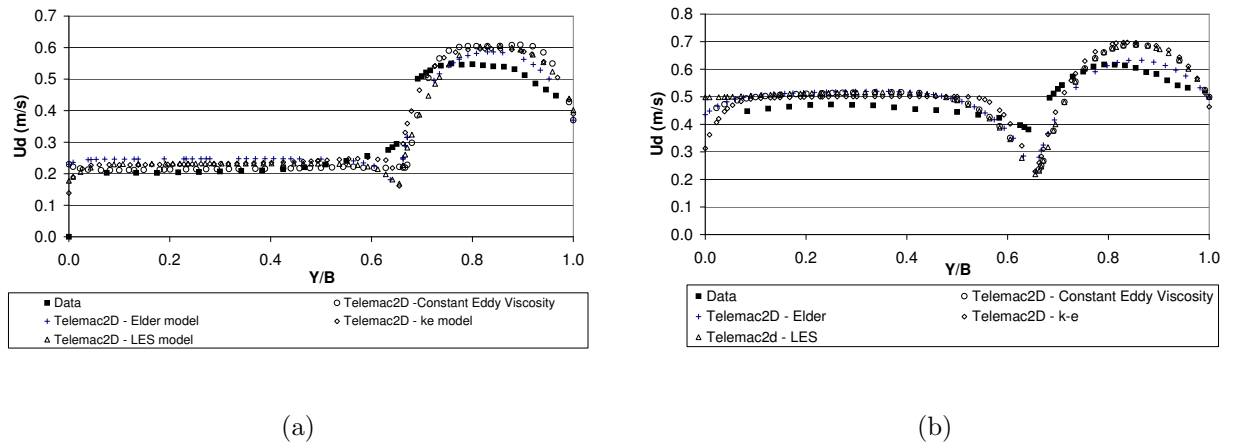 0.7
0.6
0.5
0.4
0.3
0.2
0.1
0.0
Ud (m/s)
0.0 0.2 0.4 0.6 0.8 1.0
Y/B
Data
Telemac2D -Constant Eddy Viscosity
Telemac2D - Elder model
Telemac2D - ke model
Telemac2D - LES model
(a)
0.8
0.7
0.6
0.5
0.4
0.3
0.2
0.1
0.0
Ud (m/s)
0.0 0.2 0.4 0.6 0.8 1.0
Y/B
Data
Telemac2D - Constant Eddy Viscosity
Telemac2D - Elder
Telemac2D - k-e
Telemac2d - LES
(b)